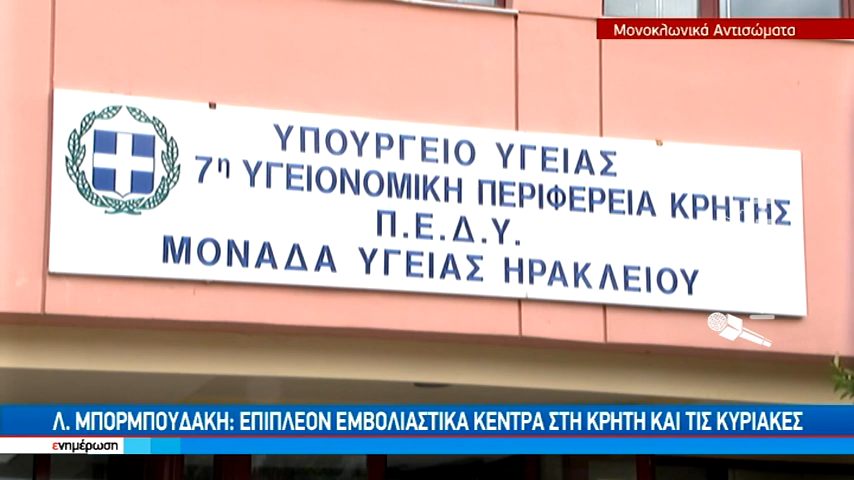 Μονοκλωνικά Αντισώματα
ΥΠΟΥΡΓΕΙΟ ΥΓΕΙΑΣ
7η ΥΓΕΙΟΝΟΜΙΚΗ ΠΕΡΙΦΕΡΕΙΑ ΚΡΗΤΗΣ
Π.Ε.Δ.Υ.
ΜΟΝΑΔΑ ΥΓΕΙΑΣ ΗΡΑΚΛΕΙΟΥ
Λ. ΜΠΟΡΜΠΟΥΔΑΚΗ: ΕΠΙΠΛΕΟΝ ΕΜΒΟΛΙΑΣΤΙΚΑ ΚΕΝΤΡΑ ΣΤΗ ΚΡΗΤΗ ΚΑΙ ΤΙΣ ΚΥΡΙΑΚΕΣ
ενημέρωση